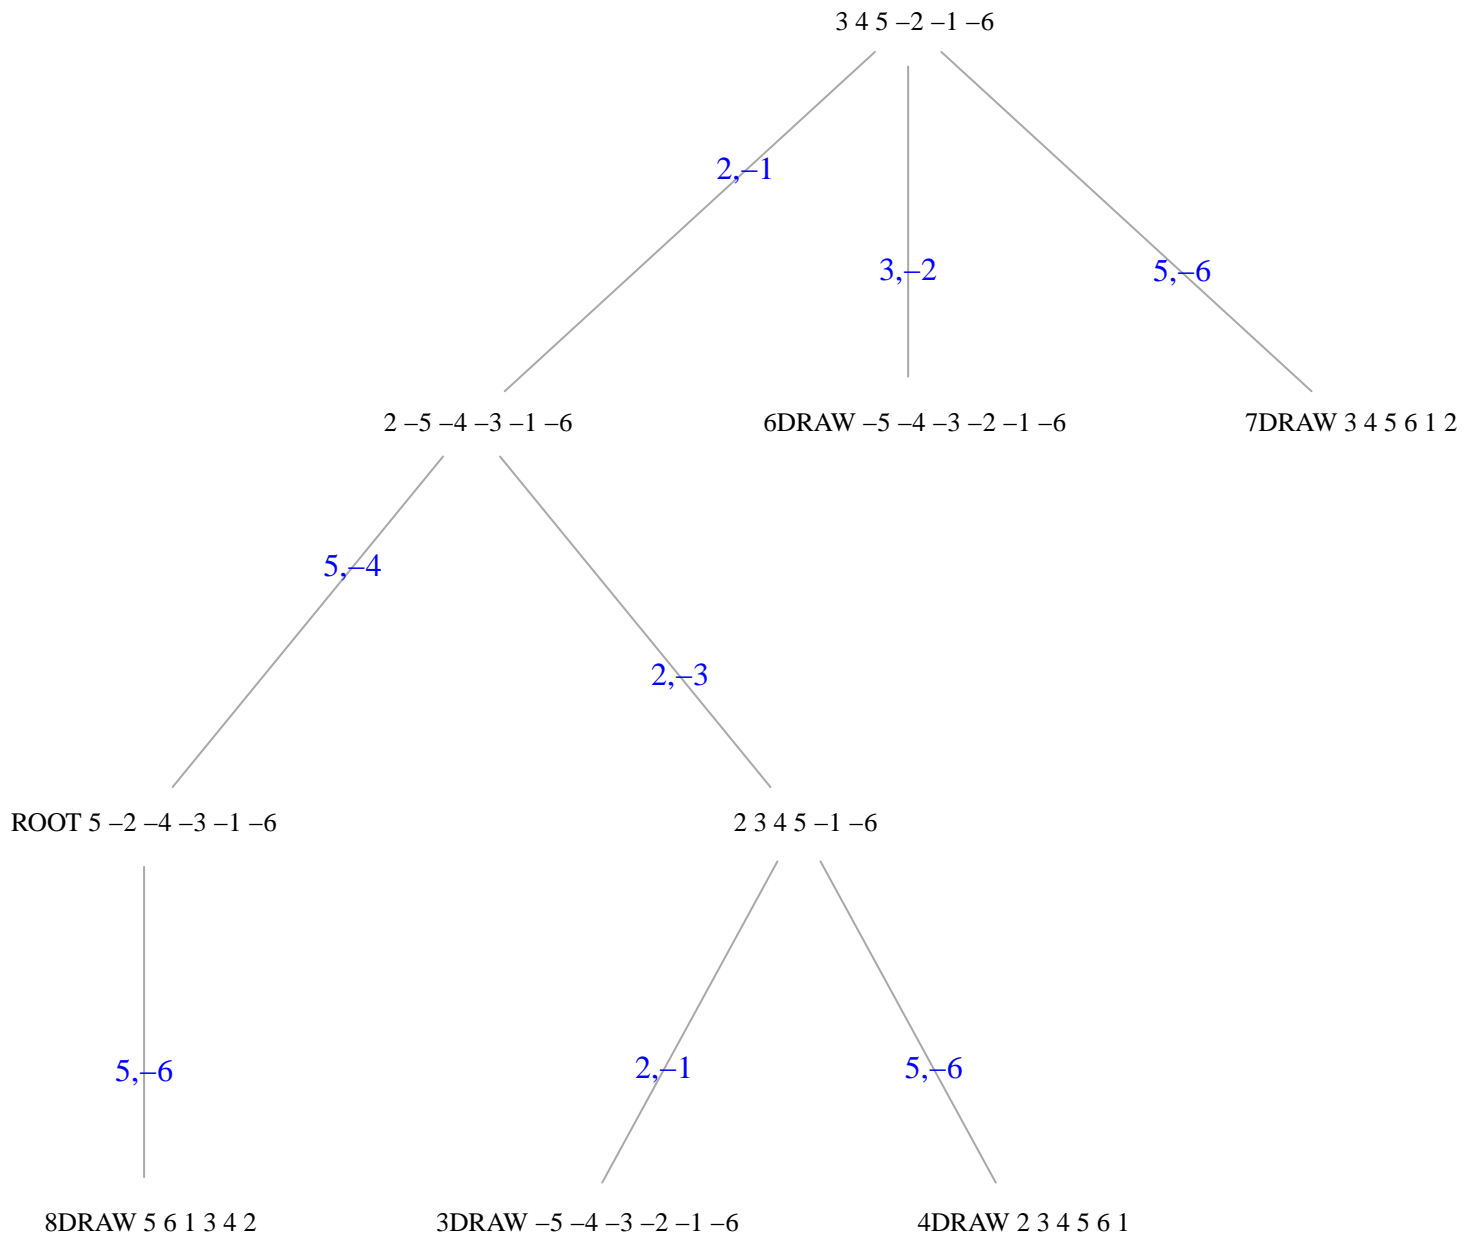 3 4 5 –2 –1 –6
2,–1
3,–2
5,–6
2 –5 –4 –3 –1 –6
6DRAW –5 –4 –3 –2 –1 –6
7DRAW 3 4 5 6 1 2
5,–4
2,–3
ROOT 5 –2 –4 –3 –1 –6
2 3 4 5 –1 –6
5,–6
2,–1
5,–6
8DRAW 5 6 1 3 4 2
3DRAW –5 –4 –3 –2 –1 –6
4DRAW 2 3 4 5 6 1